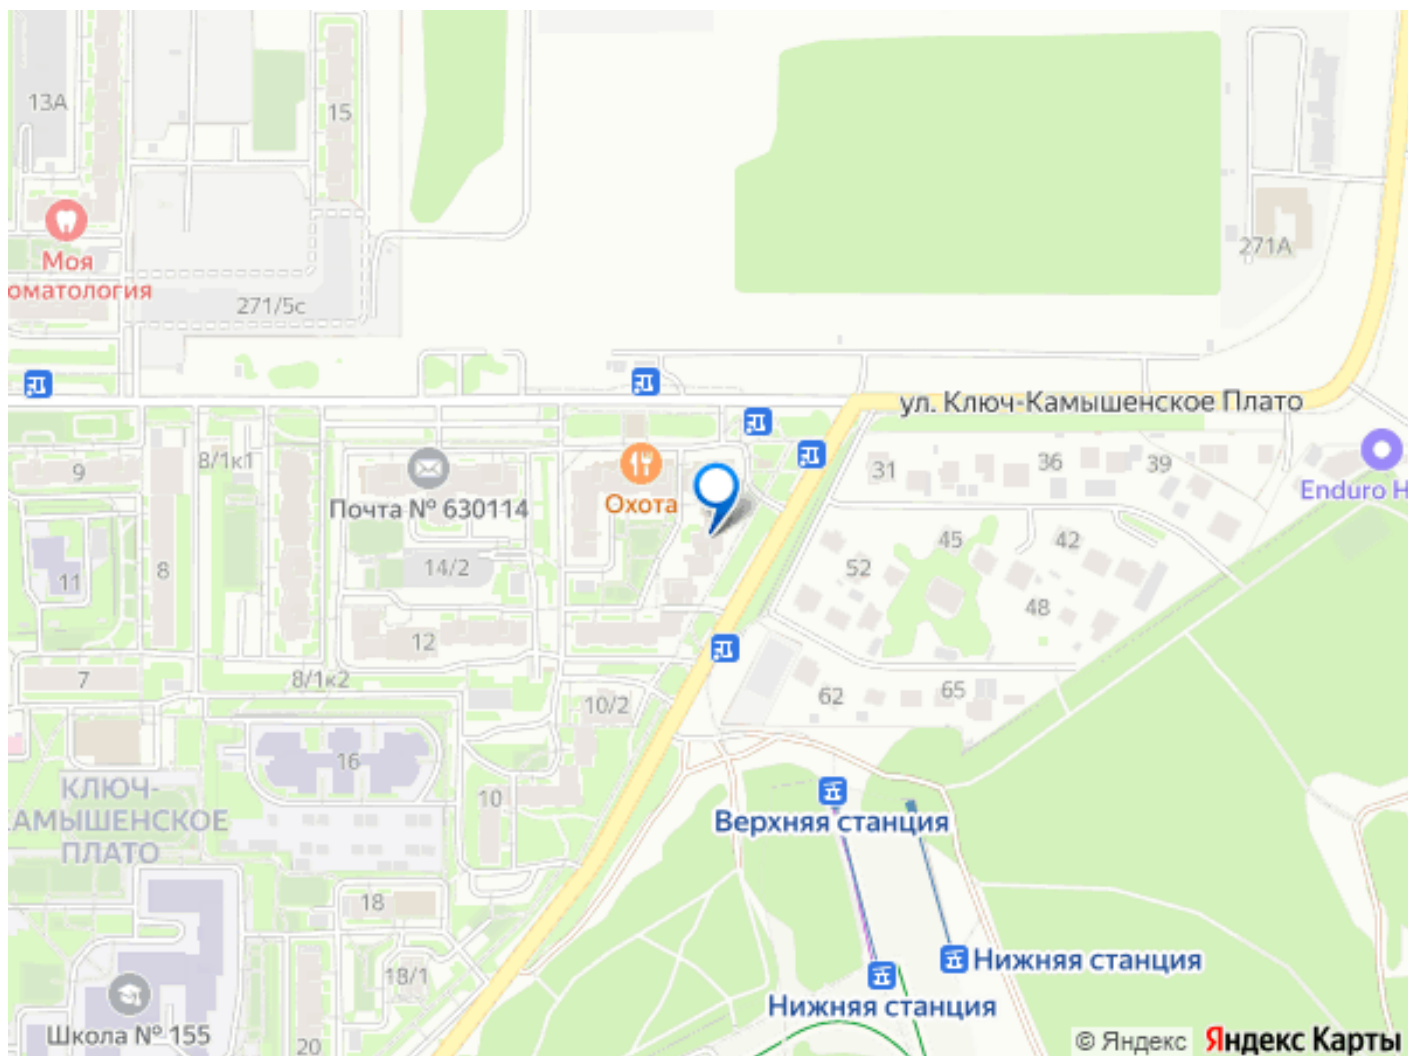 13А
15
Моя
оматология
271/5с
271А
ул. Ключ-Камышенское Плато
9
8/1к1
Почта № 630114
Охота
31
36
39
Enduro H
11
8
14/2
52
45
42
48
12
7
8/1к2
10/2
62
65
16
10
КЛЮЧ-
АМЫШЕНСКОЕ
ПЛАТО
Верхняя станция
18
18/1
Нижняя станция
Нижняя станция
Школа № 155
20
© Яндекс Яндекс Карты